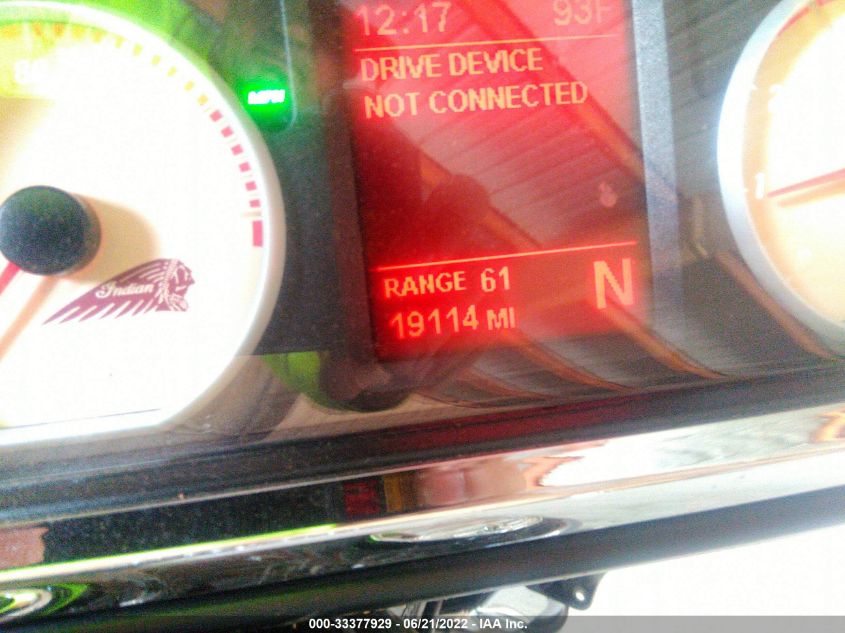 12:17 93F
DRIVE DEVICE
NOT CONNECTED
MPH
Indian
RANGE 61
N
19114 MI
1
000-33377929 - 06/21/2022 - IAA Inc.